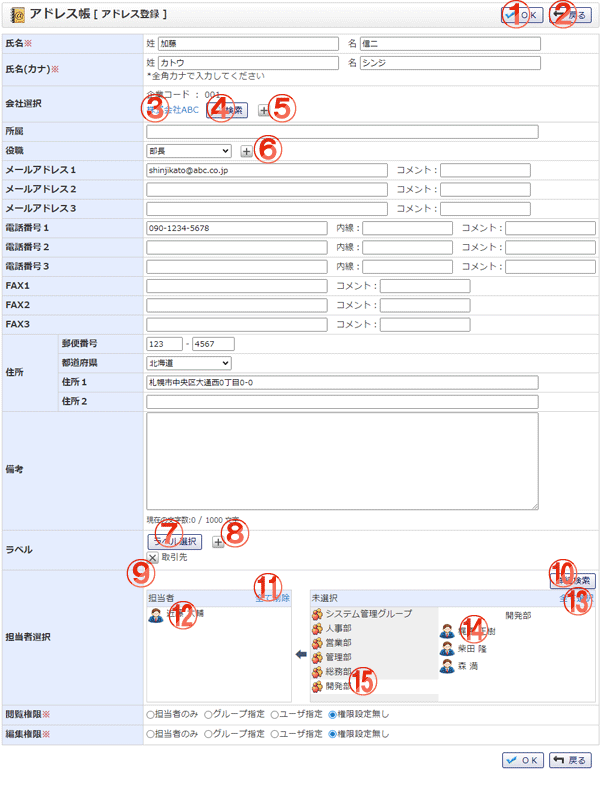 アドレス帳 [ アドレス登録 ]
① OK ② 戻る
氏名※ 姓 加藤 名 信二
氏名(カナ)※ 姓 カトウ 名 シンジ
*全角カナで入力してください
会社選択 企業コード ： 001
③ 株式会社ABC ④ 検索 ⑤
所属
役職 部長 ⑥
メールアドレス１ shinjikato@abc.co.jp コメント：
メールアドレス２ コメント：
メールアドレス３ コメント：
電話番号１ 090-1234-5678 内線： コメント：
電話番号２ 内線： コメント：
電話番号３ 内線： コメント：
FAX1 コメント：
FAX2 コメント：
FAX3 コメント：
住所 郵便番号 123 - 4567
都道府県 北海道
住所１ 札幌市中央区大通西0丁目0-0
住所２
備考
現在の文字数:0 / 1000 文字
ラベル ⑦ ラベル選択 ⑧
⑨ 取引先
⑩ 検索
担当者選択 担当者 ⑪ 全て削除 未選択 ⑬
⑫ システム管理グループ 開発部
人事部 ⑭ 樹
営業部 柴田 隆
管理部 森 満
総務部
開発部 ⑮
閲覧権限※ 担当者のみ グループ指定 ユーザ指定 権限設定無し
編集権限※ 担当者のみ グループ指定 ユーザ指定 権限設定無し
OK 戻る